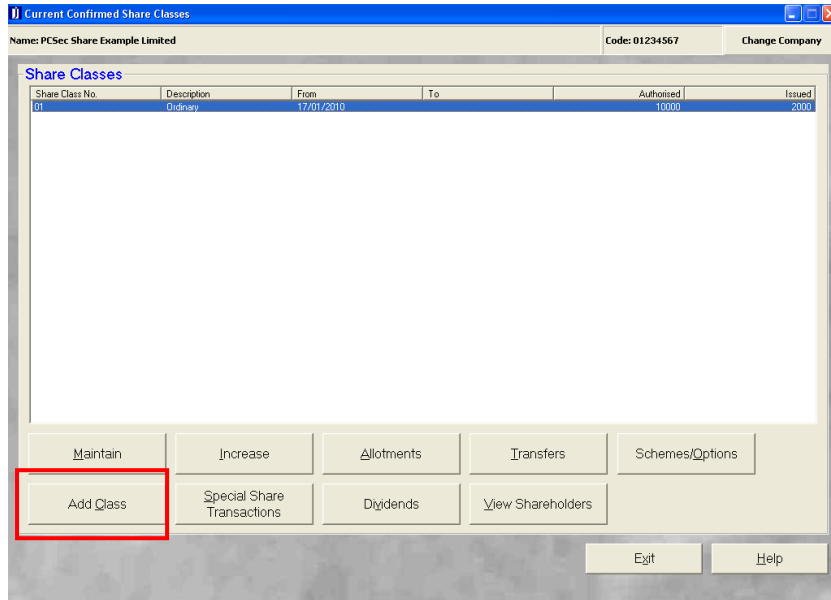 Current Confirmed Share Classes
Name: PCSec Share Example Limited Code: 01234567 Change Company
Share Classes
Share Class No. Description From To Authorised Issued
01 Ordinary 17/01/2010 10000 2000
Maintain Increase Allotments Transfers Schemes/Options
Add Class Special Share Transactions Dividends View Shareholders
Exit Help